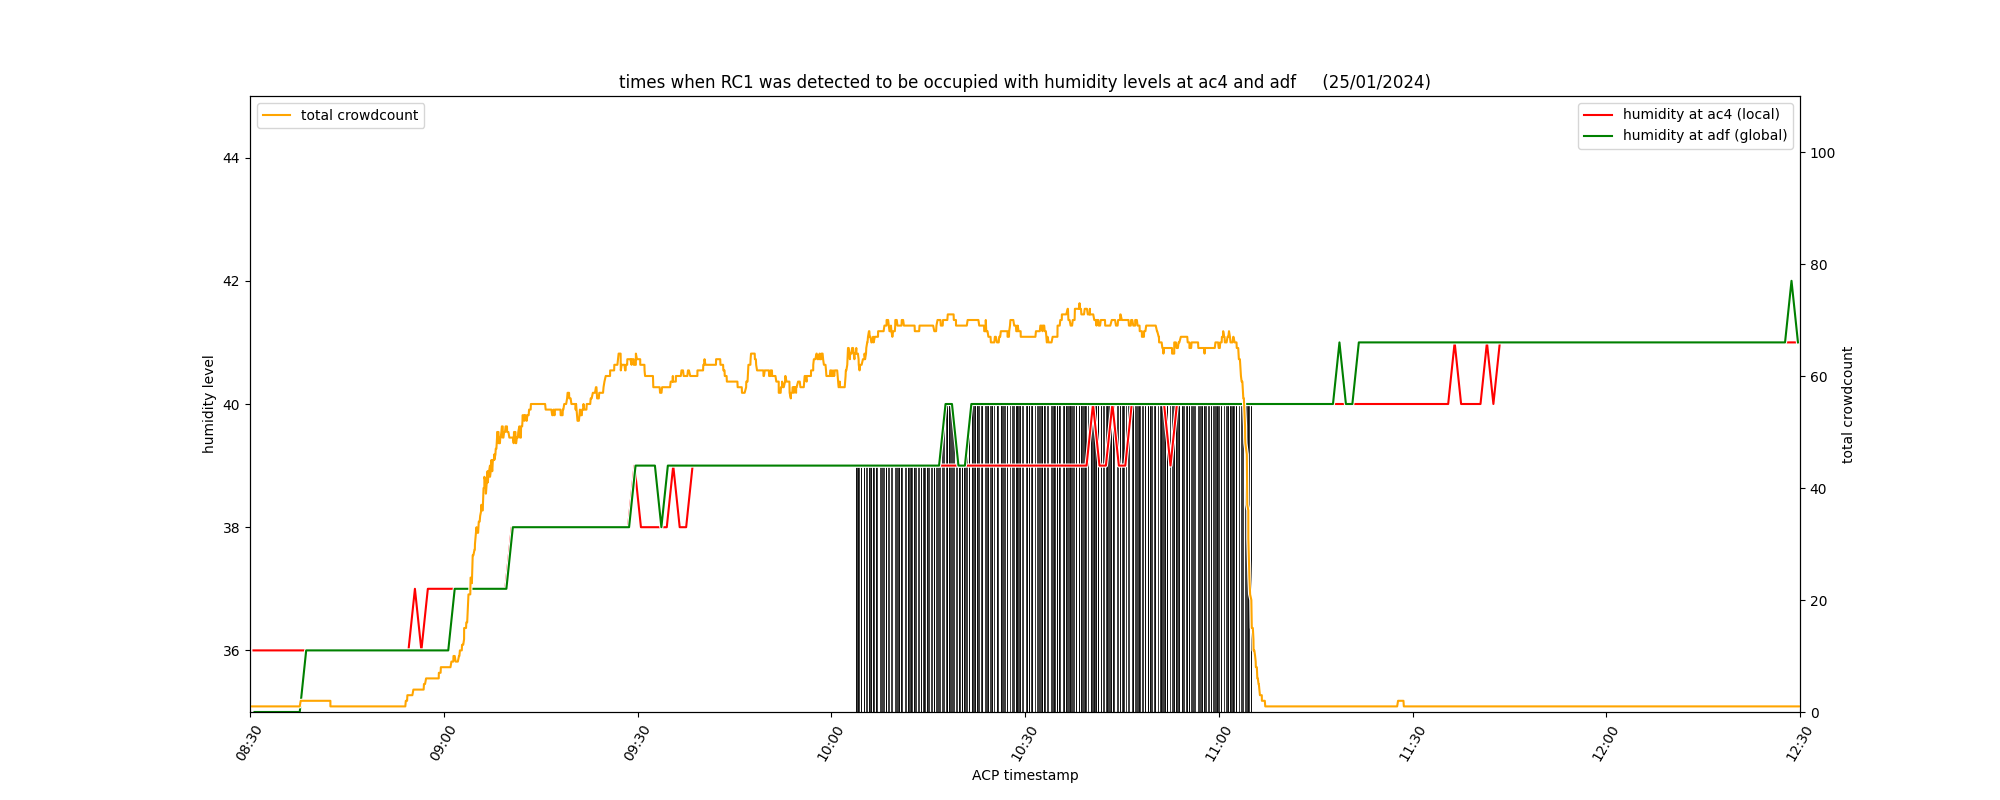 times when RC1 was detected to be occupied with humidity levels at ac4 and adf     (25/01/2024)
total crowdcount
humidity at ac4 (local)
humidity at adf (global)
44
42
40
38
36
humidity level
100
80
60
40
20
0
total crowdcount
08:30
09:00
09:30
10:00
10:30
11:00
11:30
12:00
12:30
ACP timestamp